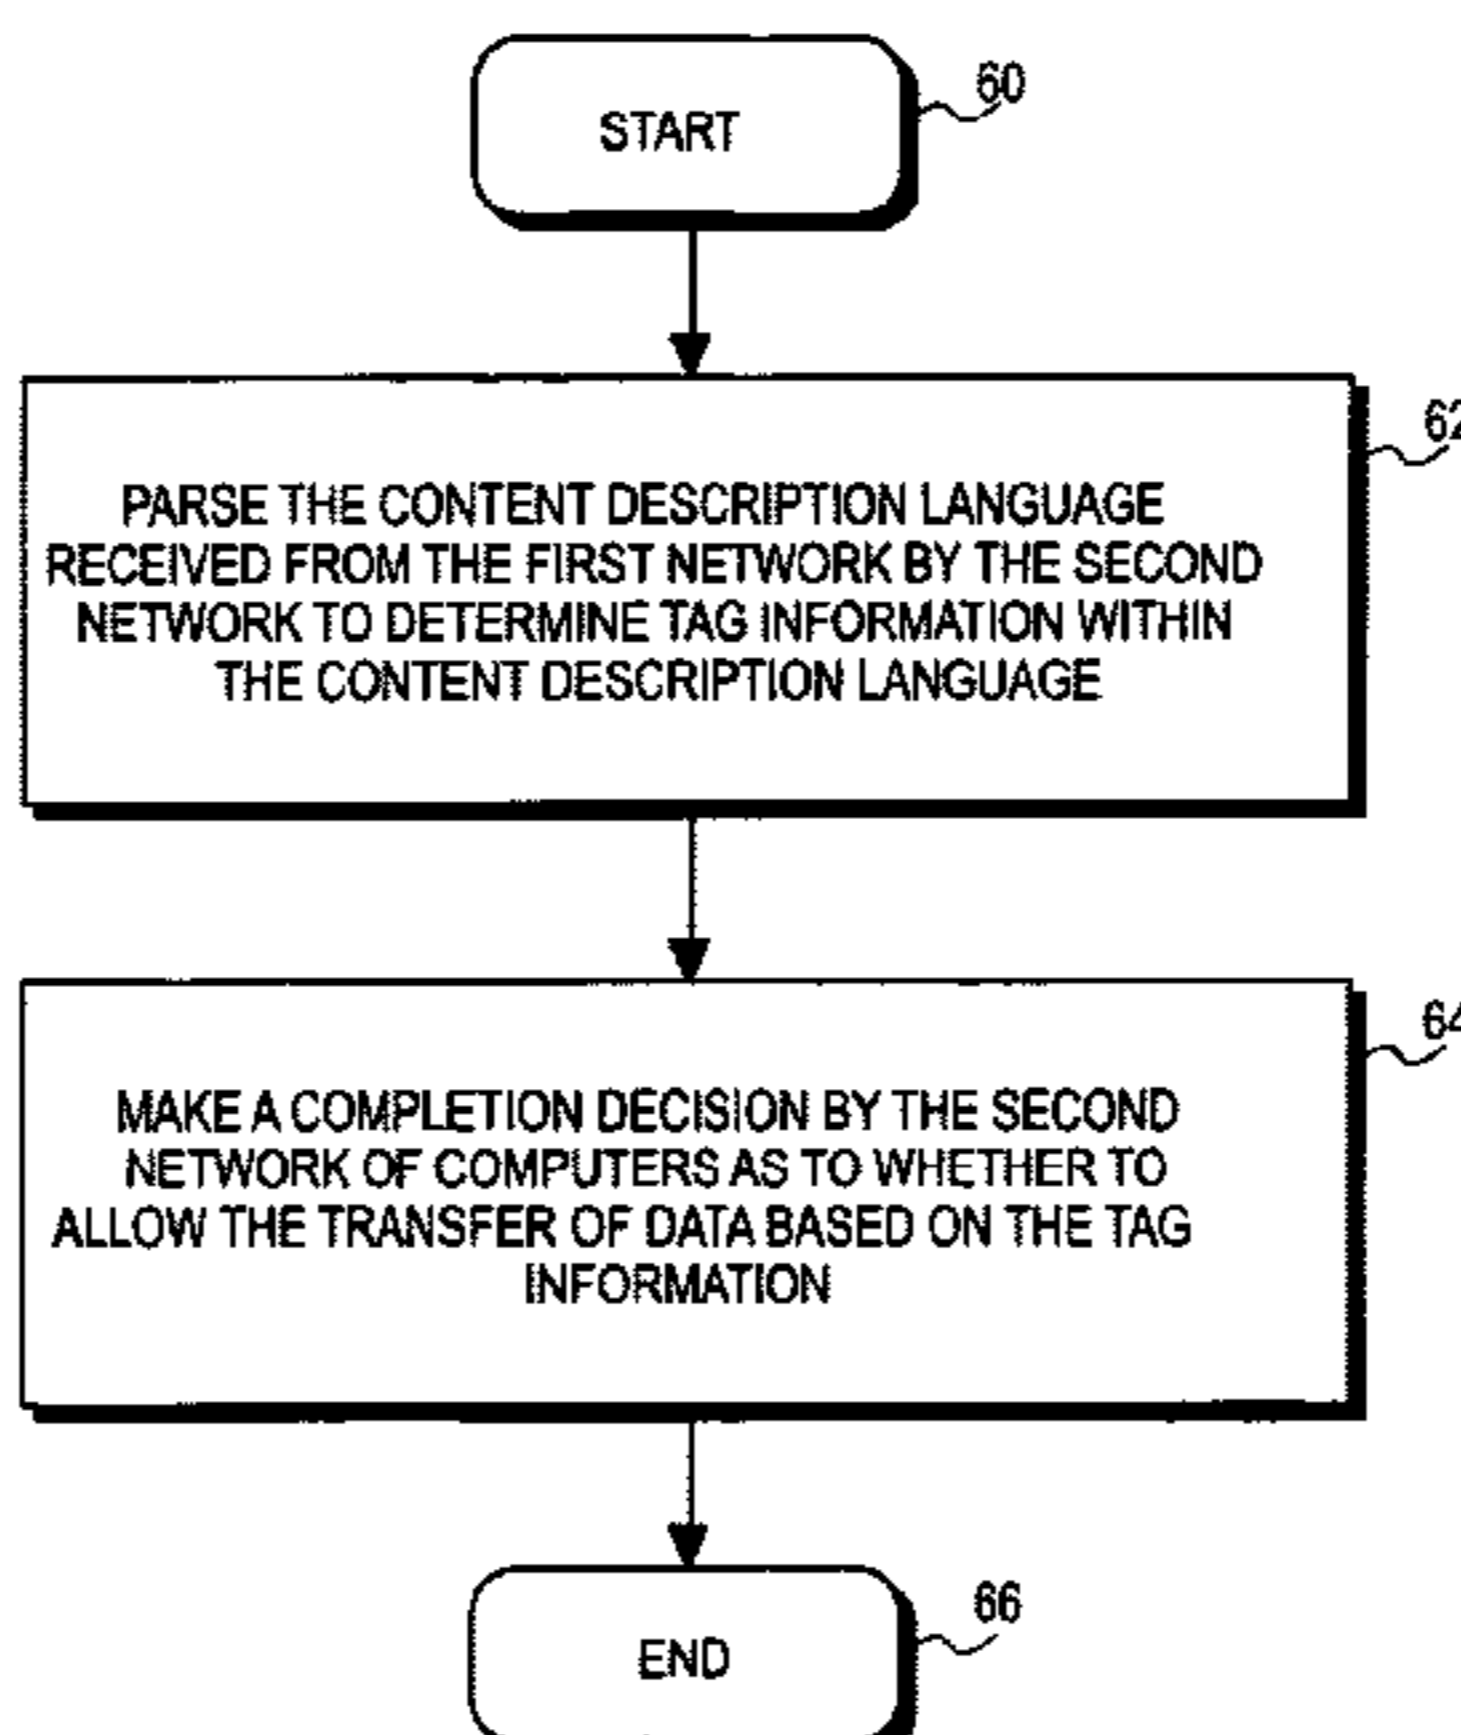 START
60
PARSE THE CONTENT DESCRIPTION LANGUAGE
RECEIVED FROM THE FIRST NETWORK BY THE SECOND
NETWORK TO DETERMINE TAG INFORMATION WITHIN
THE CONTENT DESCRIPTION LANGUAGE
62
MAKE A COMPLETION DECISION BY THE SECOND
NETWORK OF COMPUTERS AS TO WHETHER TO
ALLOW THE TRANSFER OF DATA BASED ON THE TAG
INFORMATION
64
END
66